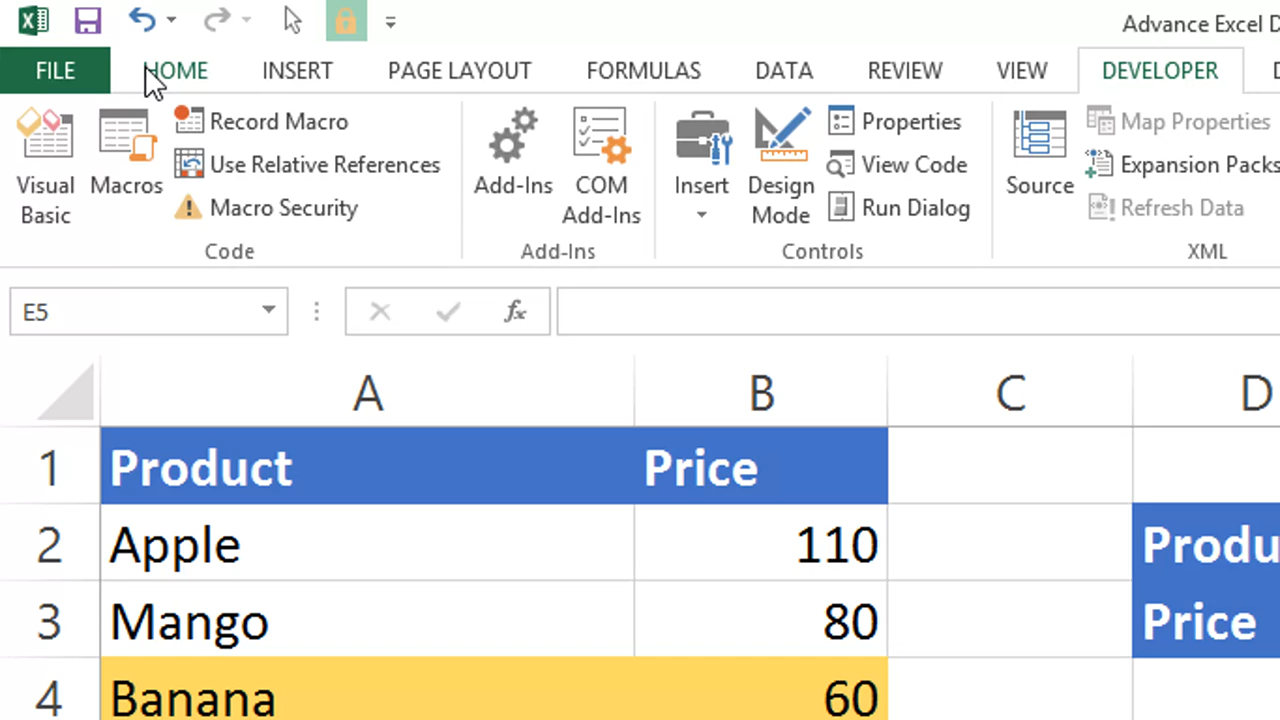 Advance Excel D
FILE HOME INSERT PAGE LAYOUT FORMULAS DATA REVIEW VIEW DEVELOPER
Visual Basic
Macros
Record Macro
Use Relative References
Macro Security
Code
Add-Ins
COM Add-Ins
Add-Ins
Insert
Design Mode
Properties
View Code
Run Dialog
Controls
Source
Map Properties
Expansion Packs
Refresh Data
XML
E5 fx
A B C D
1 Product Price
2 Apple 110 Produ
3 Mango 80 Price
4 Banana 60